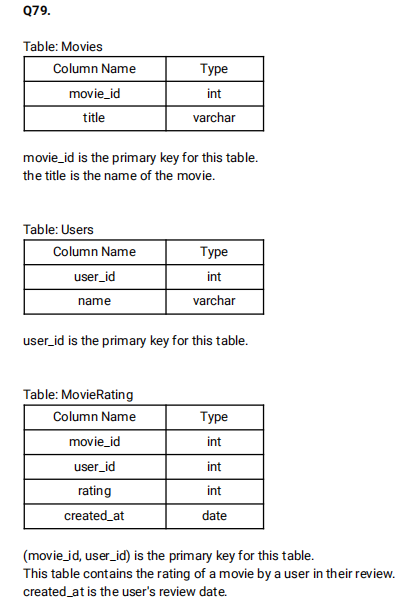 Q79.
Table: Movies
Column Name Type
movie_id int
title varchar
movie_id is the primary key for this table.
the title is the name of the movie.
Table: Users
Column Name Type
user_id int
name varchar
user_id is the primary key for this table.
Table: MovieRating
Column Name Type
movie_id int
user_id int
rating int
created_at date
(movie_id, user_id) is the primary key for this table.
This table contains the rating of a movie by a user in their review.
created_at is the user's review date.